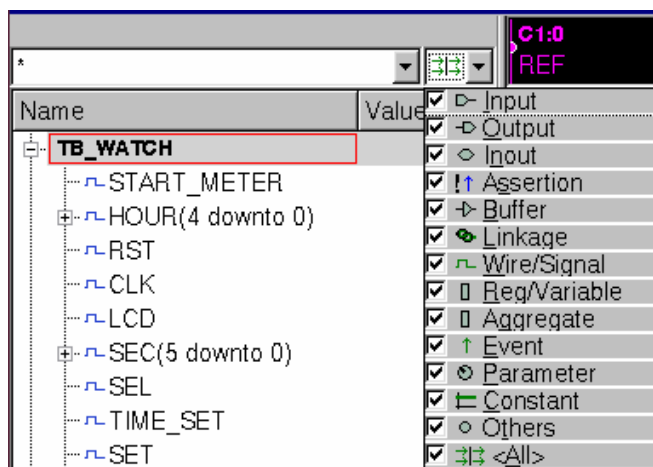 C1:0
*
REF
Name
Value
TB_WATCH
START_METER
HOUR(4 downto 0)
RST
CLK
LCD
SEC(5 downto 0)
SEL
TIME_SET
SET
Input
Output
Inout
Assertion
Buffer
Linkage
Wire/Signal
Reg/Variable
Aggregate
Event
Parameter
Constant
Others
<All>